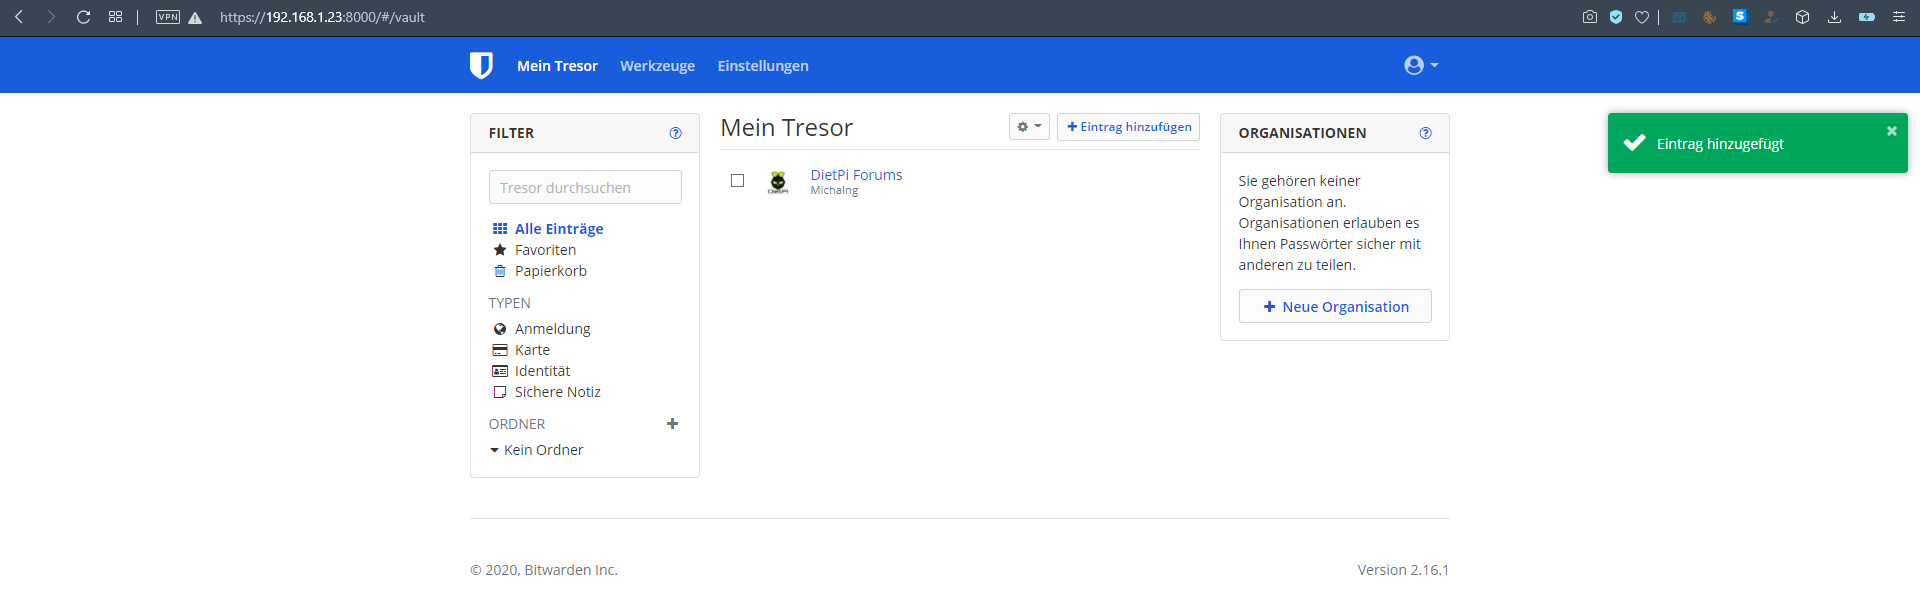 VPN https://192.168.1.23:8000/#/vault
Mein Tresor Werkzeuge Einstellungen
FILTER
Tresor durchsuchen
Alle Einträge
Favoriten
Papierkorb
TYPEN
Anmeldung
Karte
Identität
Sichere Notiz
ORDNER
Kein Ordner
Mein Tresor
Eintrag hinzufügen
DietPi Forums
MichaIng
ORGANISATIONEN
Sie gehören keiner
Organisation an.
Organisationen erlauben es
Ihnen Passwörter sicher mit
anderen zu teilen.
Neue Organisation
Eintrag hinzugefügt
© 2020, Bitwarden Inc.
Version 2.16.1